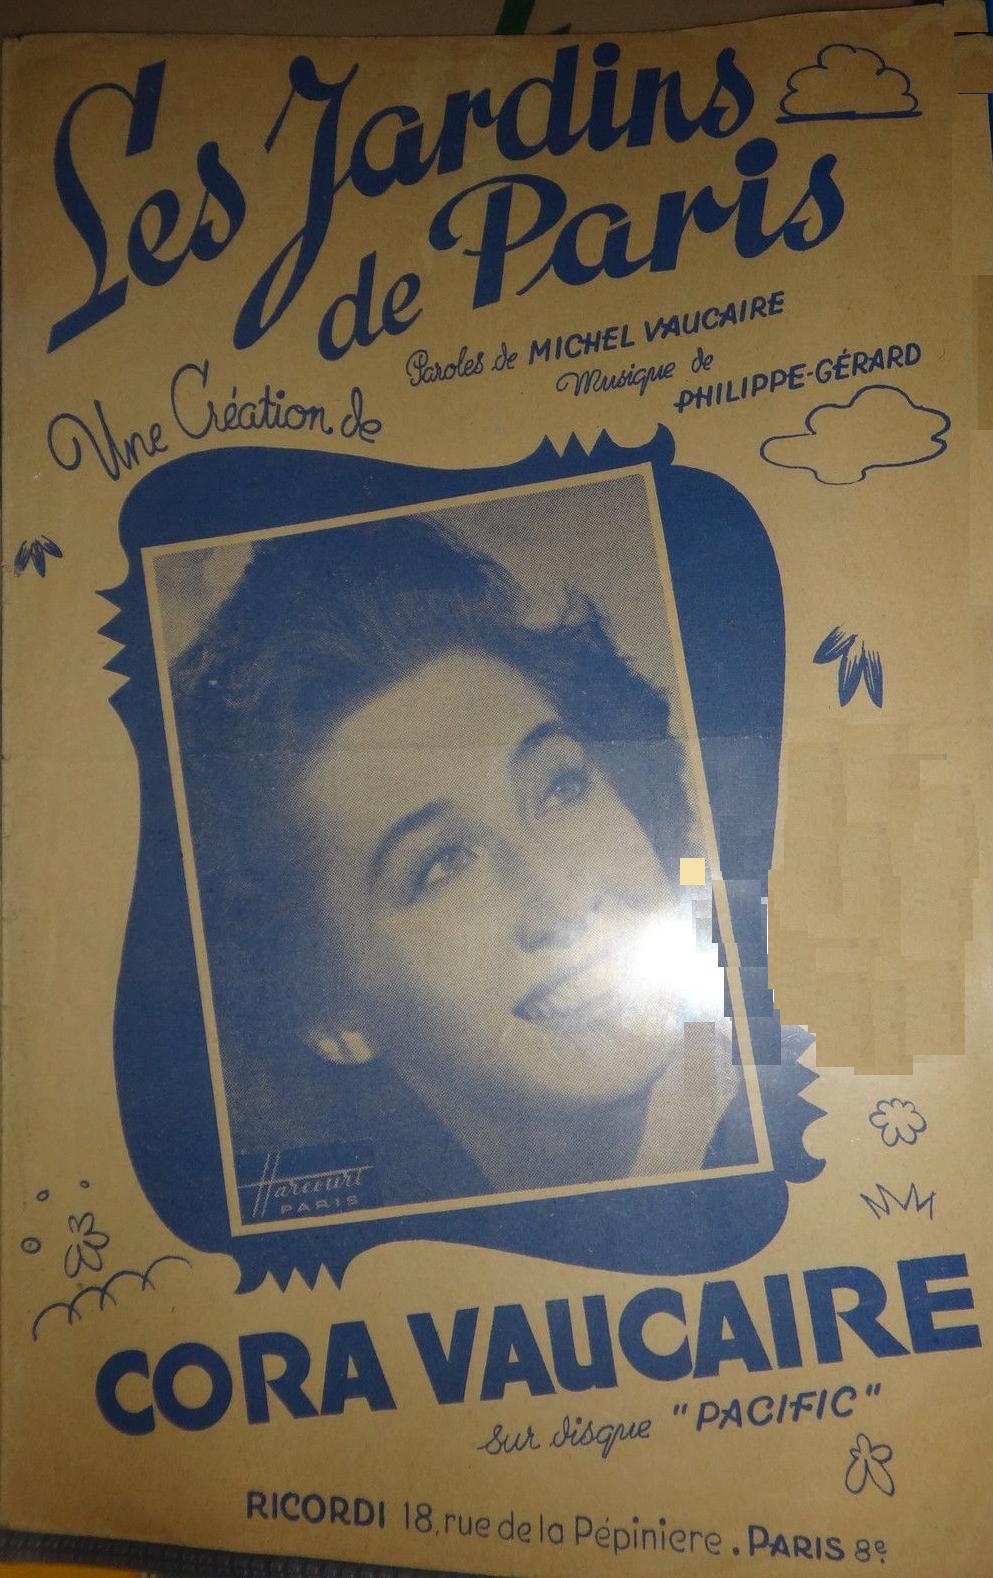 Les Jardins
de Paris
Paroles de MICHEL VAUCAIRE
Musique de
PHILIPPE-GÉRARD
Une Création de
Harcourt
PARIS
CORA VAUCAIRE
sur disque "PACIFIC"
RICORDI 18, rue de la Pépiniere. PARIS 8e